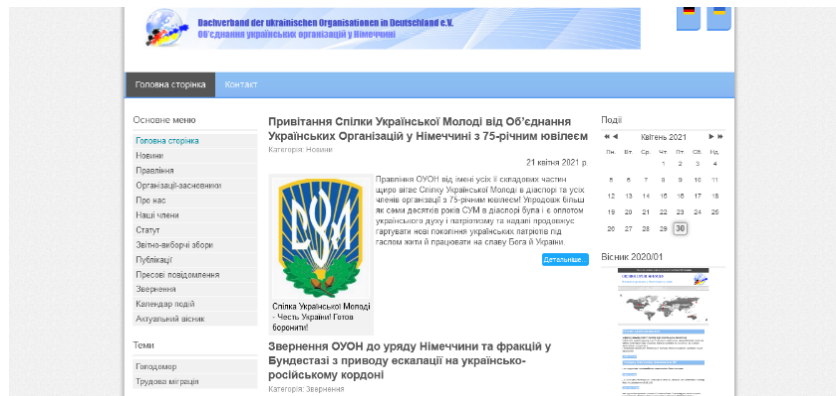 Dachverband der ukrainischen Organisationen in Deutschland e.V.
Об'єднання українських організацій у Німеччині
Головна сторінка Контакт
Основне меню
Головна сторінка
Новини
Правління
Організації-засновники
Про нас
Наші члени
Статут
Звітно-виборчі збори
Публікації
Пресові повідомлення
Звернення
Календар подій
Актуальний вісник
Теми
Голодомор
Трудова міграція
Привітання Спілки Української Молоді від Об'єднання
Українських Організацій у Німеччині з 75-річним ювілеєм
Категорія: Новини
21 квітня 2021 р.
Правління ОУОН від імені усіх її складових частин
щиро вітає Спілку Української Молоді в діаспорі та усіх
членів організації з 75-річним ювілеєм! Упродовж більш
як семи десятків років СУМ в діаспорі була і є оплотом
українського духу і патріотизму та надалі продовжує
гартувати нові покоління українських патріотів під
гаслом жити й працювати на славу Бога й України.
Детальніше...
Спілка Української Молоді
- Честь України! Готов
боронити!
Звернення ОУОН до уряду Німеччини та фракцій у
Бундестазі з приводу ескалації на українсько-
російському кордоні
Категорія: Звернення
Події
Квітень 2021
Пн. Вт. Ср. Чт. Пт. Сб. Нд.
1 2 3 4
5 6 7 8 9 10 11
12 13 14 15 16 17 18
19 20 21 22 23 24 25
26 27 28 29 30
Вісник 2020/01